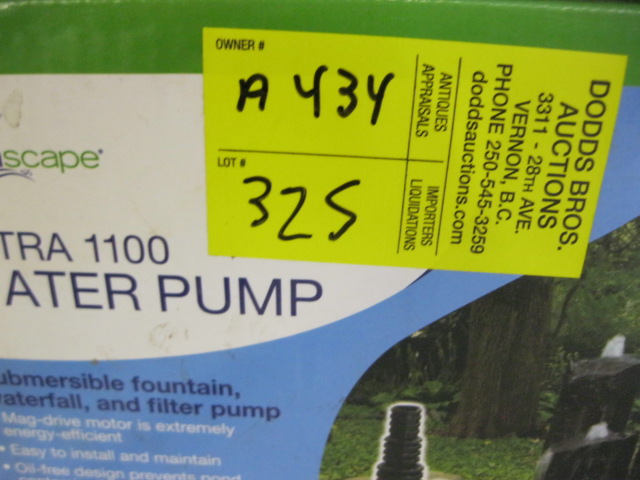 OWNER #
A 434
LOT #
325
ANTIQUES
APPRAISALS
IMPORTERS
LIQUIDATIONS
DODDS BROS.
AUCTIONS
3311 - 28TH AVE.
VERNON, B.C.
PHONE 250-545-3259
doddsauctions.com
scape
TRA 1100
ATER PUMP
ubmersible fountain,
vaterfall, and filter pump
Mag-drive motor is extremely
energy-efficient
• Easy to install and maintain
• Oil-free design prevents pond